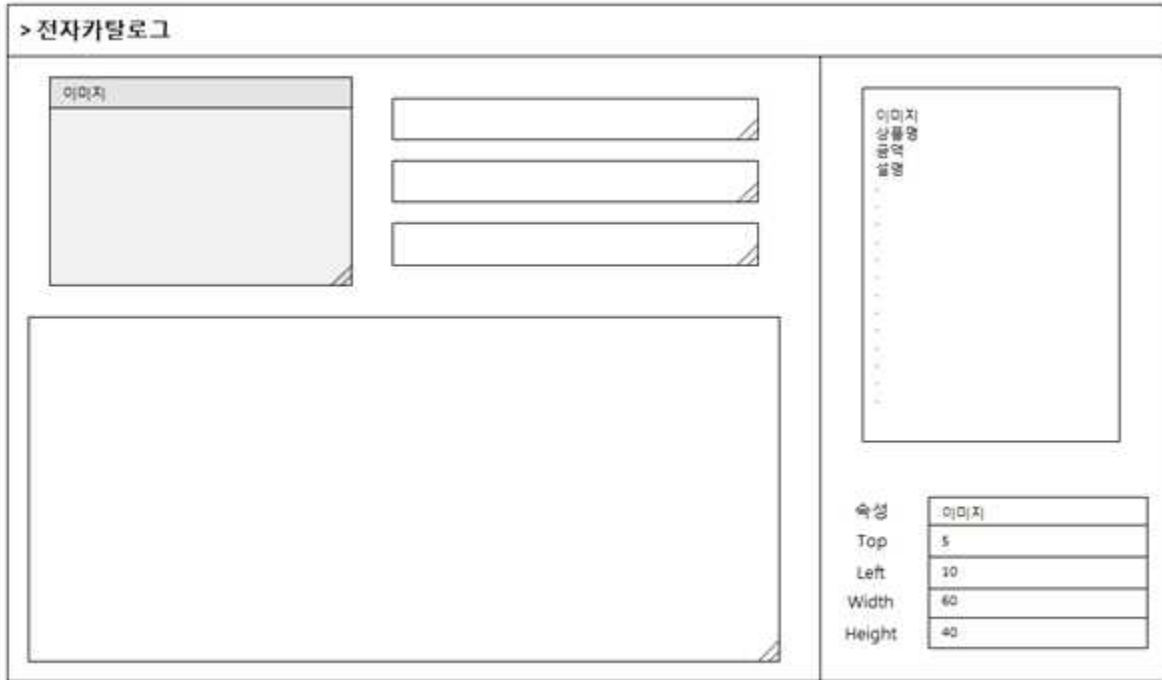 > 전자카탈로그
이미지
이미지
상품명
금액
설명
속성 이미지
Top 5
Left 10
Width 60
Height 40